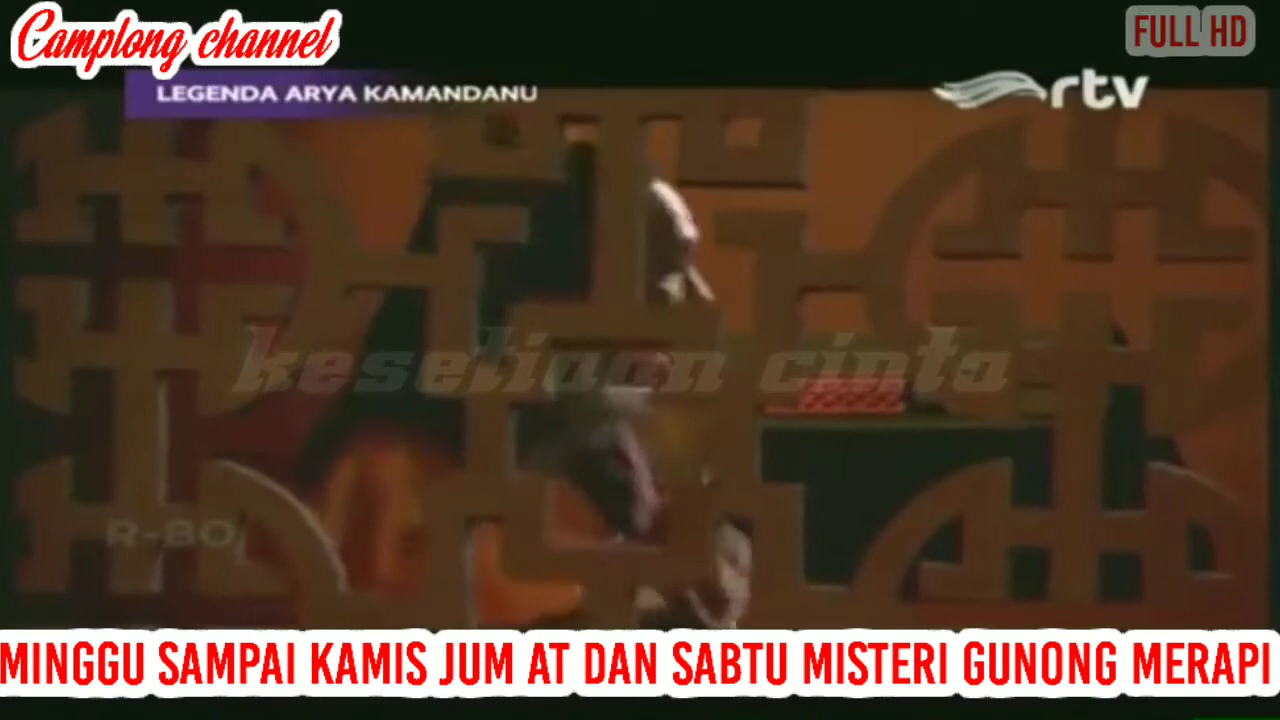 Camplong channel
FULL HD
LEGENDA ARYA KAMANDANU
rtv
kesetiaan cinta
R-BO
MINGGU SAMPAI KAMIS JUM AT DAN SABTU MISTERI GUNONG MERAPI